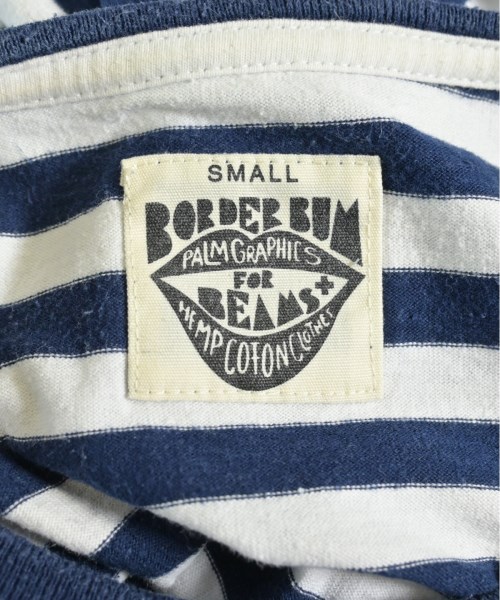 SMALL
BORDER BUM
PALM GRAPHICS
FOR
BEAMS+
HEMP COTON CLOTHES